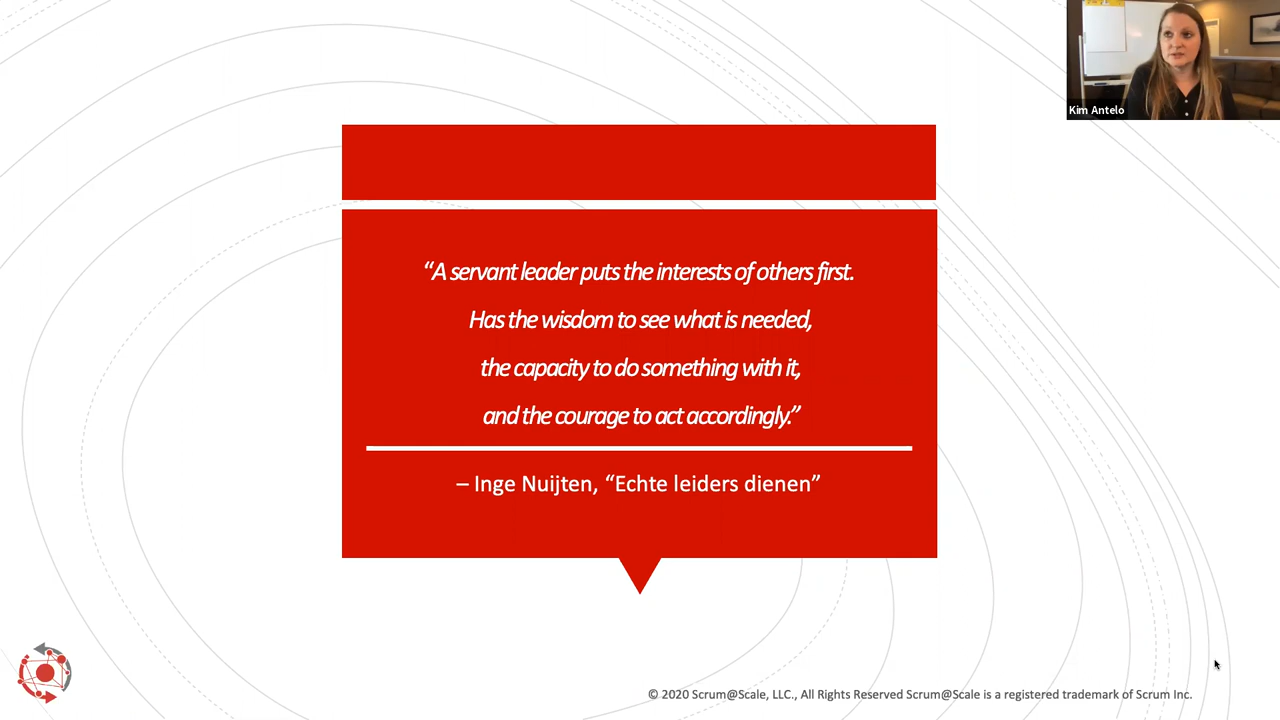 Kim Antelo
“A servant leader puts the interests of others first.
Has the wisdom to see what is needed,
the capacity to do something with it,
and the courage to act accordingly.”
– Inge Nuijten, “Echte leiders dienen”
© 2020 Scrum@Scale, LLC., All Rights Reserved Scrum@Scale is a registered trademark of Scrum Inc.